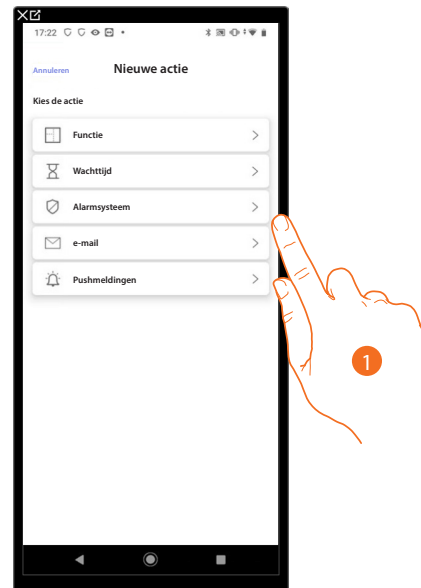 17:22
Annuleren Nieuwe actie
Kies de actie
Functie
Wachttijd
Alarmsysteem
e-mail
Pushmeldingen
1